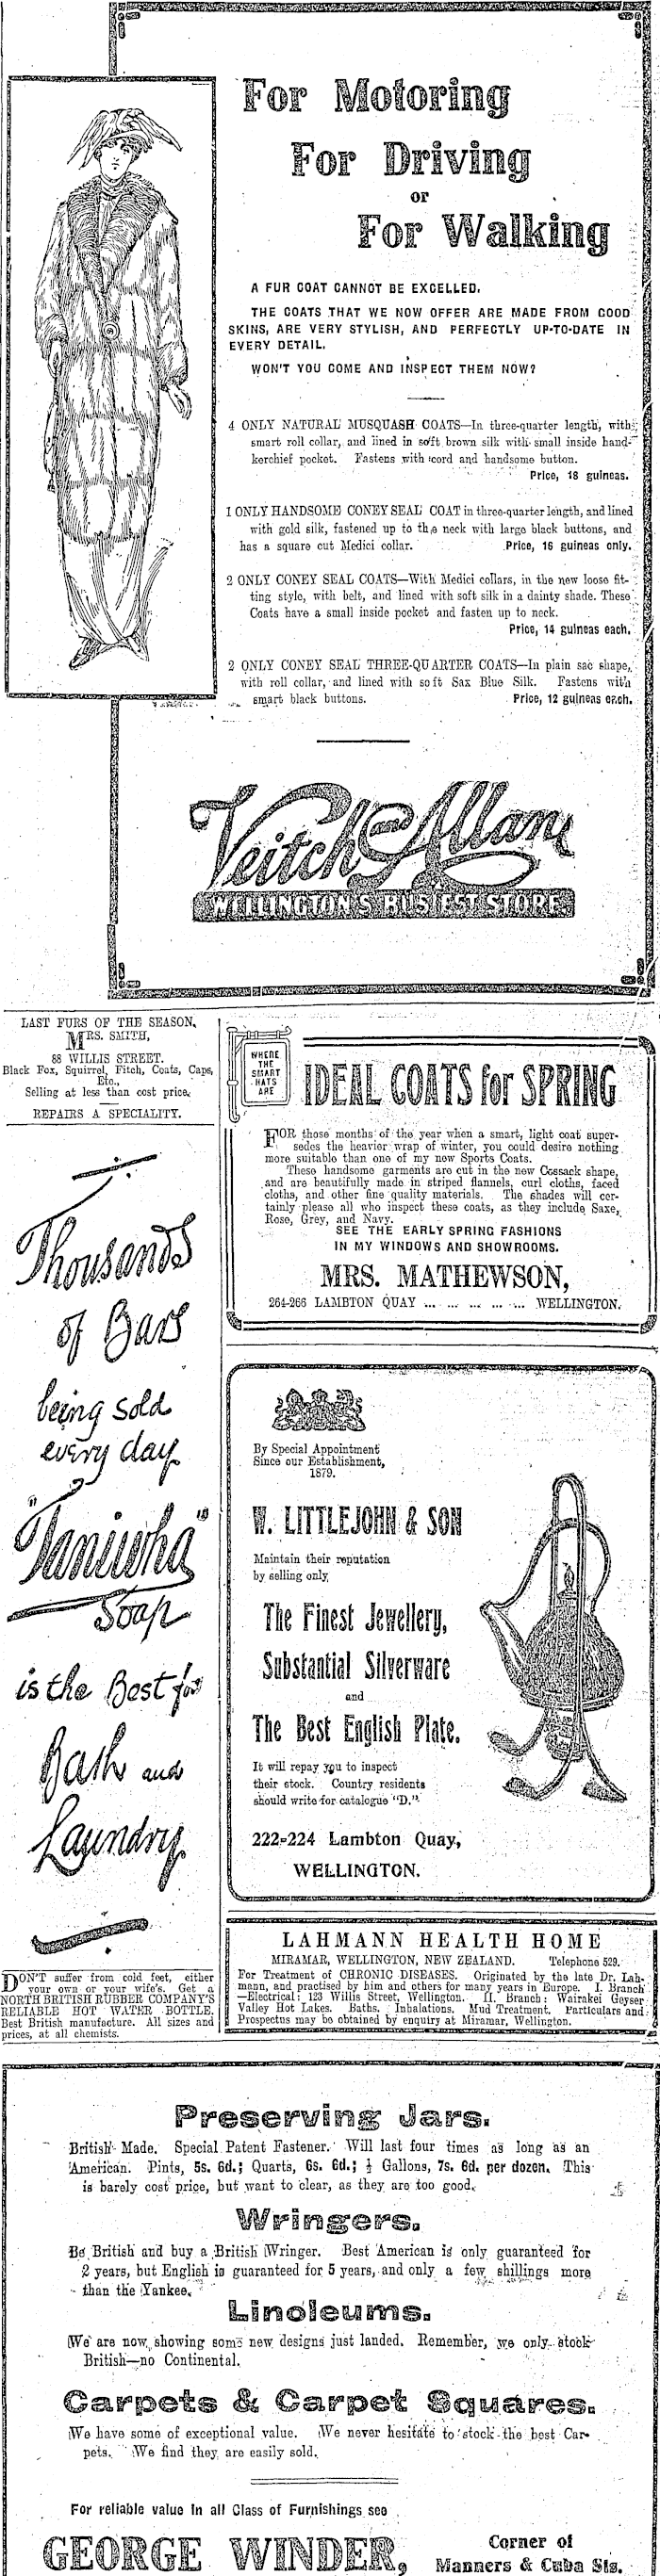 For Motoring
For Driving
or
For Walking
A FUR COAT CANNOT BE EXCELLED.
THE COATS THAT WE NOW OFFER ARE MADE FROM GOOD
SKINS, ARE VERY STYLISH, AND PERFECTLY UP-TO-DATE IN
EVERY DETAIL.
WON'T YOU COME AND INSPECT THEM NOW?
4 ONLY NATURAL MUSQUASH COATS—In three-quarter length, with
smart roll collar, and lined in soft brown silk with small inside hand-
kerchief pocket. Fastens with cord and handsome button.
Price, 18 guineas.
1 ONLY HANDSOME CONEY SEAL COAT in three-quarter length, and lined
with gold silk, fastened up to the neck with large black buttons, and
has a square cut Medici collar. Price, 16 guineas only.
2 ONLY CONEY SEAL COATS—With Medici collars, in the new loose fit-
ting style, with belt, and lined with soft silk in a dainty shade. These
Coats have a small inside pocket and fasten up to neck.
Price, 14 guineas each.
2 ONLY CONEY SEAL THREE-QUARTER COATS—In plain sac shape,
with roll collar, and lined with soft Sax Blue Silk. Fastens with
smart black buttons. Price, 12 guineas each.
Veitch & Allan
WELLINGTON'S BUSIEST STORE.
LAST FURS OF THE SEASON.
MRS. SMITH,
88 WILLIS STREET.
Black Fox, Squirrel, Fitch, Coats, Caps,
Etc.,
Selling at less than cost price.
REPAIRS A SPECIALITY.
Thousands
of Bars
being sold
every day
"Taniwha"
Soap
is the Best for
Bash and
Laundry
DON'T suffer from cold feet, either
your own or your wife's. Get a
NORTH BRITISH RUBBER COMPANY'S
RELIABLE HOT WATER BOTTLE.
Best British manufacture. All sizes and
prices, at all chemists.
WHERE
THE
SMART
HATS
ARE
IDEAL COATS for SPRING
FOR those months of the year when a smart, light coat super-
sedes the heavier wrap of winter, you could desire nothing
more suitable than one of my now Sports Coats.
These handsome garments are cut in the new Cossack shape,
and are beautifully made in striped flannels, curl cloths, faced
cloths, and other fine quality materials. The shades will cer-
tainly please all who inspect these coats, as they include Saxe,
Rose, Grey, and Navy.
SEE THE EARLY SPRING FASHIONS
IN MY WINDOWS AND SHOWROOMS.
MRS. MATHEWSON,
264-266 LAMBTON QUAY ... ... ... ... ... WELLINGTON.
By Special Appointment
Since our Establishment,
1879.
W. LITTLEJOHN & SON
Maintain their reputation
by selling only
The Finest Jewellery,
Substantial Silverware
and
The Best English Plate.
It will repay you to inspect
their stock. Country residents
should write for catalogue "D."
222-224 Lambton Quay,
WELLINGTON.
LAHMANN HEALTH HOME
MIRAMAR, WELLINGTON, NEW ZEALAND. Telephone 529.
For Treatment of CHRONIC DISEASES. Originated by the late Dr. Lah-
mann, and practised by him and others for many years in Europe. I. Branch
—Electrical: 123 Willis Street, Wellington. II. Branch: Wairakei Geyser
Valley Hot Lakes. Baths. Inhalations. Mud Treatment. Particulars and
Prospectus may be obtained by enquiry at Miramar, Wellington.
Preserving Jars.
British Made. Special Patent Fastener. Will last four times as long as an
American. Pints, 5s. 6d.; Quarts, 6s. 6d.; ½ Gallons, 7s. 6d. per dozen. This
is barely cost price, but want to clear, as they are too good.
Wringers.
Be British and buy a British Wringer. Best American is only guaranteed for
2 years, but English is guaranteed for 5 years, and only a few shillings more
than the Yankee.
Linoleums.
We are now showing some new designs just landed. Remember, we only stock
British—no Continental.
Carpets & Carpet Squares.
We have some of exceptional value. We never hesitate to stock the best Car-
pets. We find they are easily sold.
For reliable value in all Class of Furnishings see
GEORGE WINDER,
Corner of
Manners & Cuba Sts.